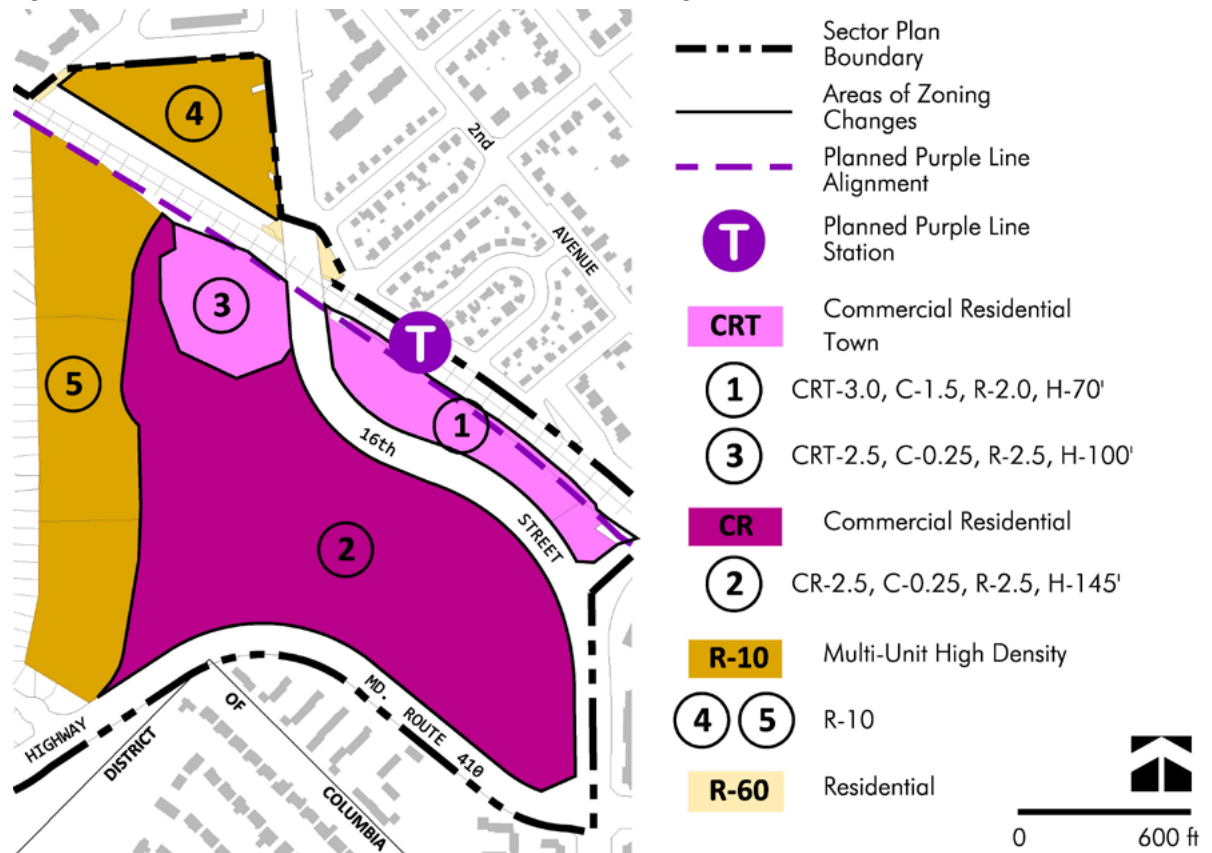 4
2nd
AVENUE
3
T
5
1
16th
STREET
2
HIGHWAY
DISTRICT
OF
COLUMBIA
MD.
ROUTE
410
Sector Plan
Boundary
Areas of Zoning
Changes
Planned Purple Line
Alignment
T
Planned Purple Line
Station
CRT
Commercial Residential
Town
1 CRT-3.0, C-1.5, R-2.0, H-70'
3 CRT-2.5, C-0.25, R-2.5, H-100'
CR Commercial Residential
2 CR-2.5, C-0.25, R-2.5, H-145'
R-10 Multi-Unit High Density
4 5 R-10
R-60 Residential
0 600 ft